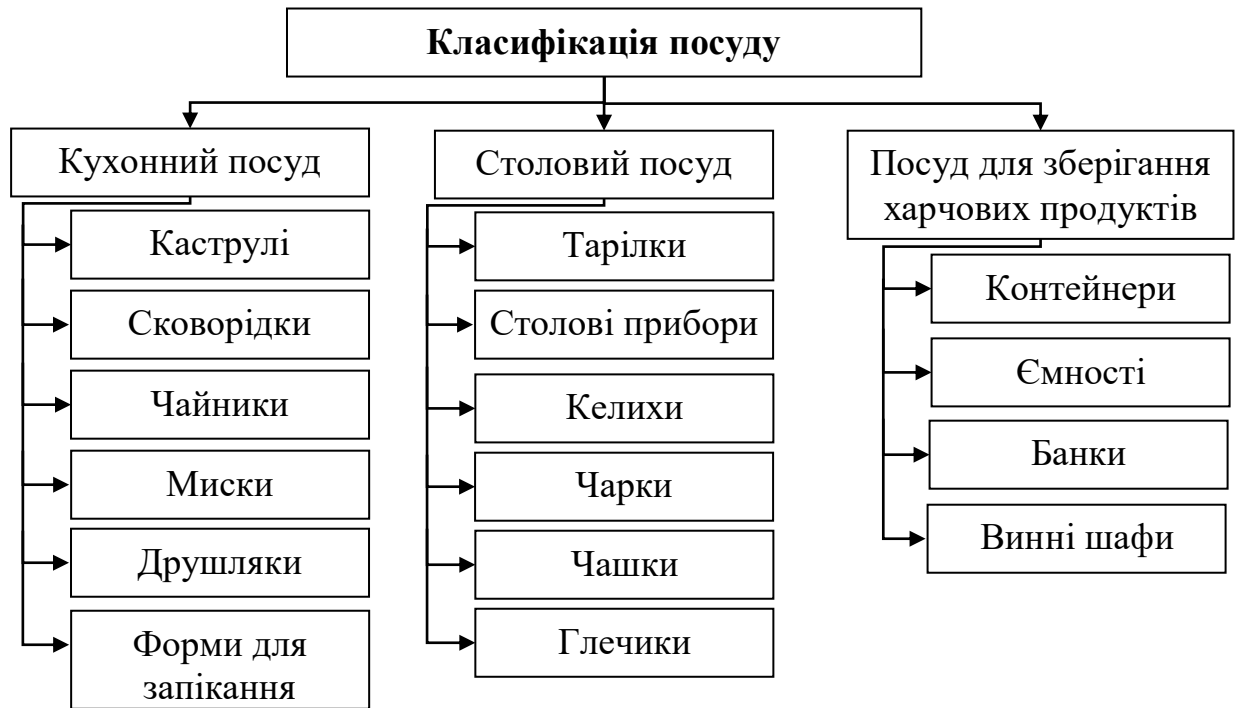 Класифікація посуду
Кухонний посуд
Каструлі
Сковорідки
Чайники
Миски
Друшляки
Форми для
запікання
Столовий посуд
Тарілки
Столові прибори
Келихи
Чарки
Чашки
Глечики
Посуд для зберігання
харчових продуктів
Контейнери
Ємності
Банки
Винні шафи